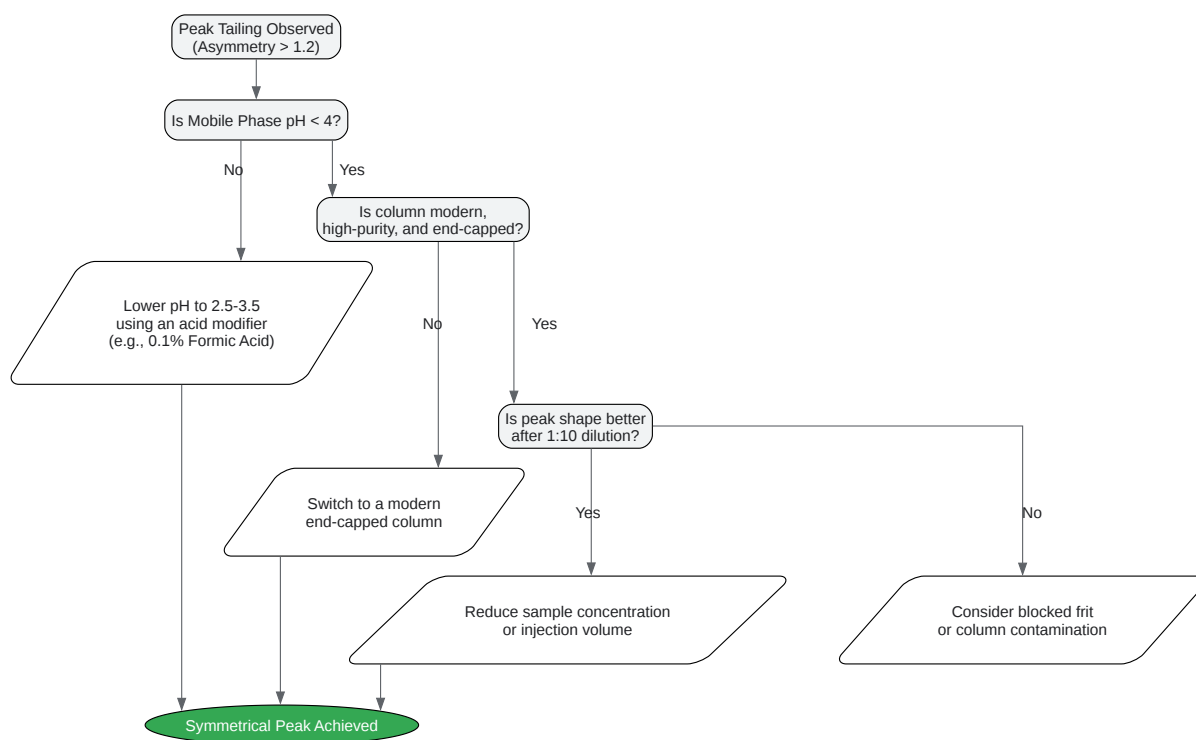 Peak Tailing Observed
(Asymmetry > 1.2)
Is Mobile Phase pH < 4?
No
Yes
Is column modern,
high-purity, and end-capped?
Lower pH to 2.5-3.5
using an acid modifier
(e.g., 0.1% Formic Acid)
No
Yes
Is peak shape better
after 1:10 dilution?
Switch to a modern
end-capped column
Yes
No
Reduce sample concentration
or injection volume
Consider blocked frit
or column contamination
Symmetrical Peak Achieved